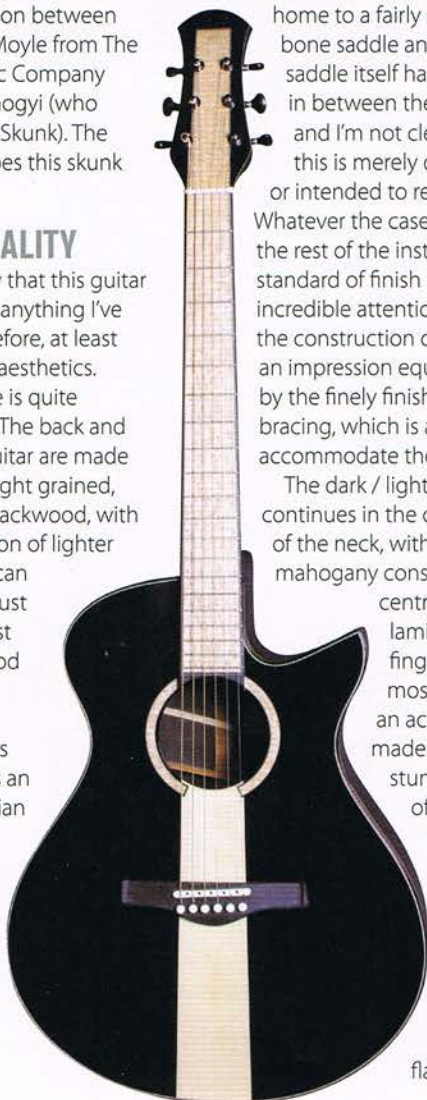 on between
Moyle from The
c Company
ogyi (who
Skunk). The
bes this skunk
ALITY
y that this guitar
anything I've
efore, at least
aesthetics.
e is quite
The back and
uitar are made
ght grained,
ackwood, with
on of lighter
can
ust
st
od
s
s an
ian
home to a fairly
bone saddle an
saddle itself ha
in between the
and I'm not cle
this is merely c
or intended to re
Whatever the case
the rest of the inst
standard of finish
incredible attentic
the construction c
an impression equ
by the finely finish
bracing, which is a
accommodate the
The dark / light
continues in the c
of the neck, with
mahogany cons
centr
lami
fing
mos
an ac
made
stun
of
fla